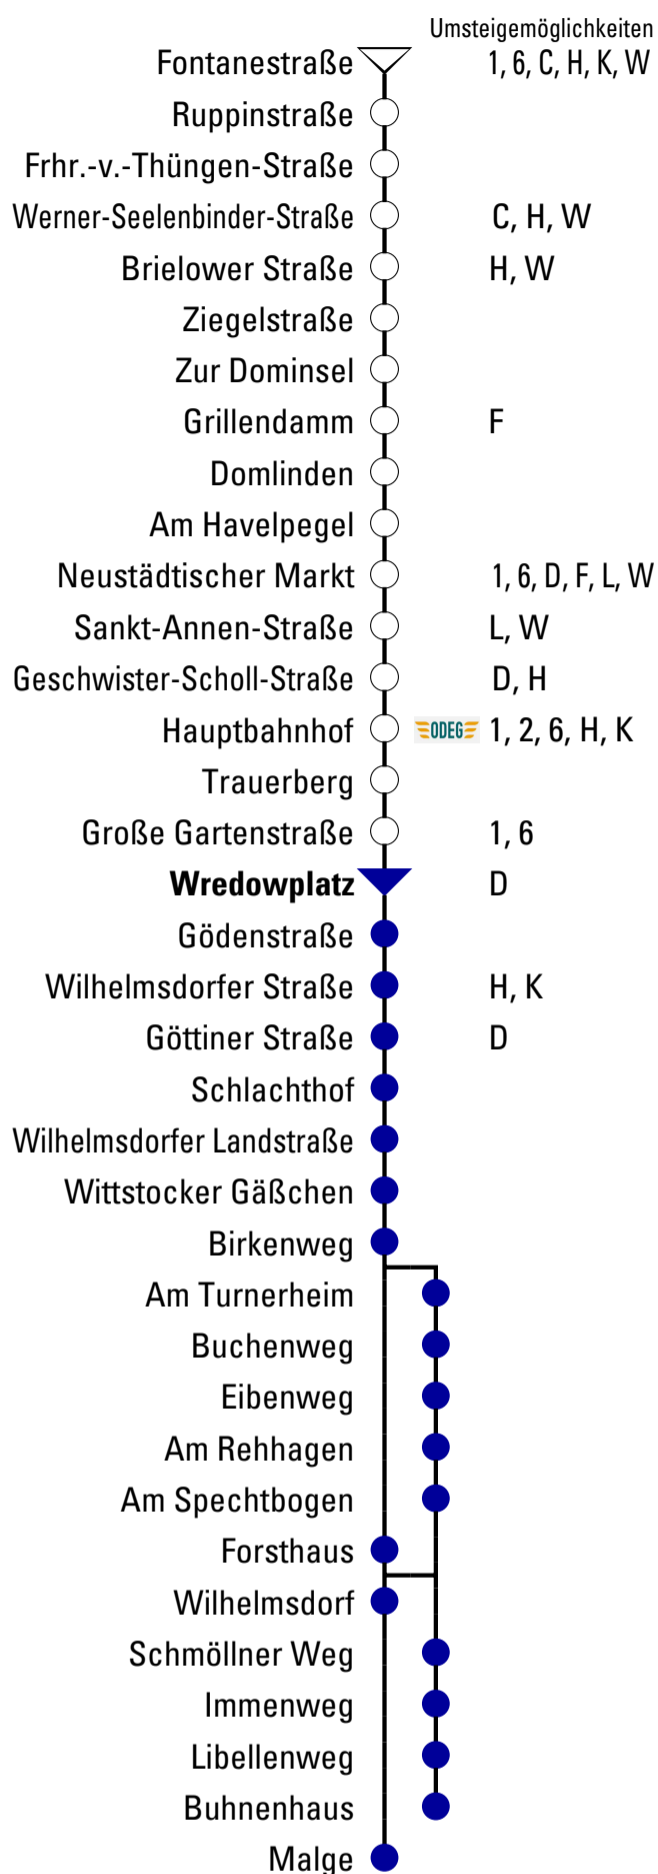 Umsteigemöglichkeiten
Fontanestraße 1, 6, C, H, K, W
Ruppinstraße
Frhr.-v.-Thüngen-Straße
Werner-Seelenbinder-Straße C, H, W
Brielower Straße H, W
Ziegelstraße
Zur Dominsel
Grillendamm F
Domlinden
Am Havelpegel
Neustädtischer Markt 1, 6, D, F, L, W
Sankt-Annen-Straße L, W
Geschwister-Scholl-Straße D, H
Hauptbahnhof ODEG 1, 2, 6, H, K
Trauerberg
Große Gartenstraße 1, 6
Wredowplatz D
Gödenstraße
Wilhelmsdorfer Straße H, K
Göttiner Straße D
Schlachthof
Wilhelmsdorfer Landstraße
Wittstocker Gäßchen
Birkenweg
Am Turnerheim
Buchenweg
Eibenweg
Am Rehhagen
Am Spechtbogen
Forsthaus
Wilhelmsdorf
Schmöllner Weg
Immenweg
Libellenweg
Buhnenhaus
Malge